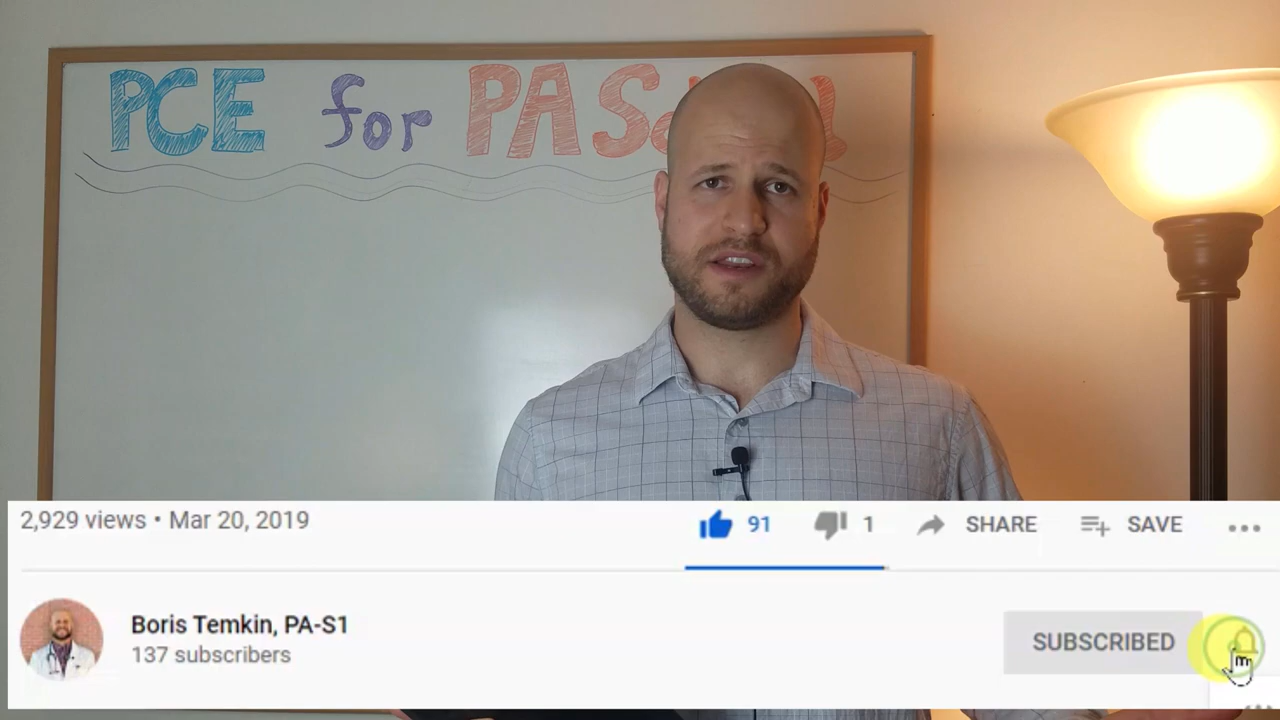 PCE for PA
2,929 views • Mar 20, 2019
91
1
SHARE
SAVE
Boris Temkin, PA-S1
137 subscribers
SUBSCRIBED